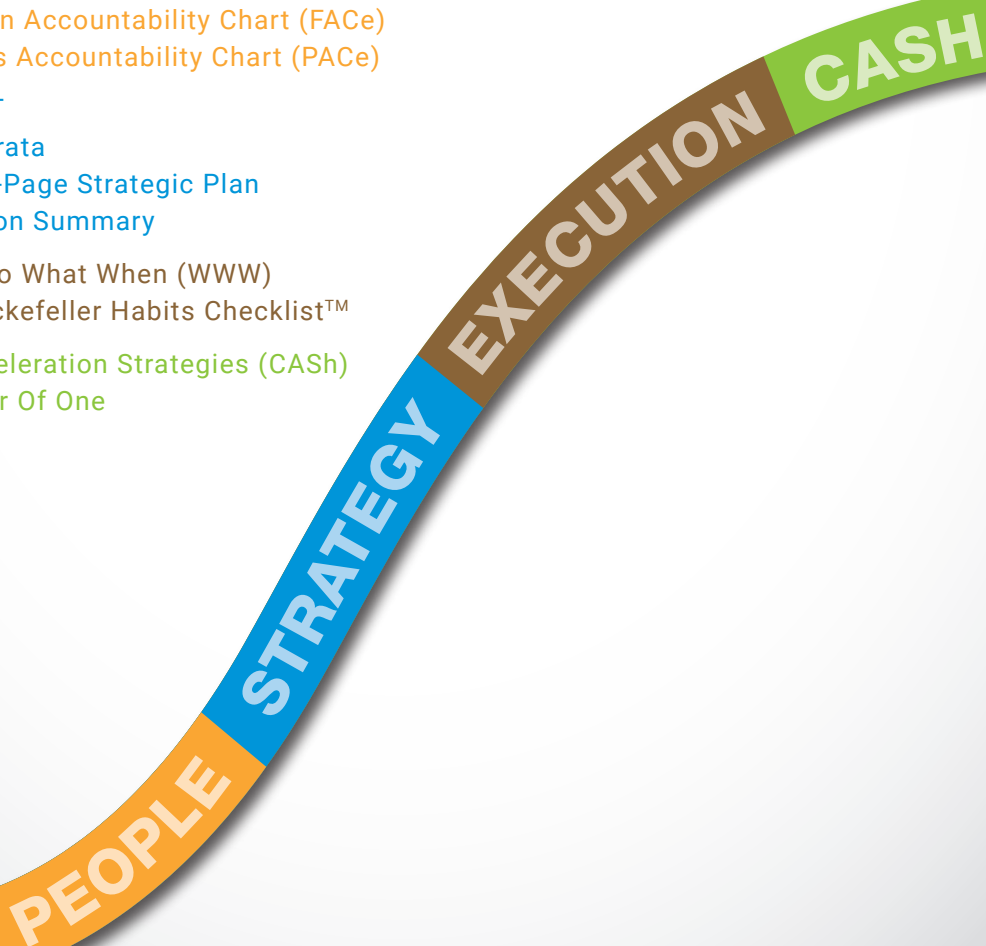 n Accountability Chart (FACe)
s Accountability Chart (PACe)
rata
-Page Strategic Plan
on Summary
o What When (WWW)
ckefeller Habits Checklist™
eleration Strategies (CASh)
r Of One
CASH
EXECUTION
STRATEGY
PEOPLE